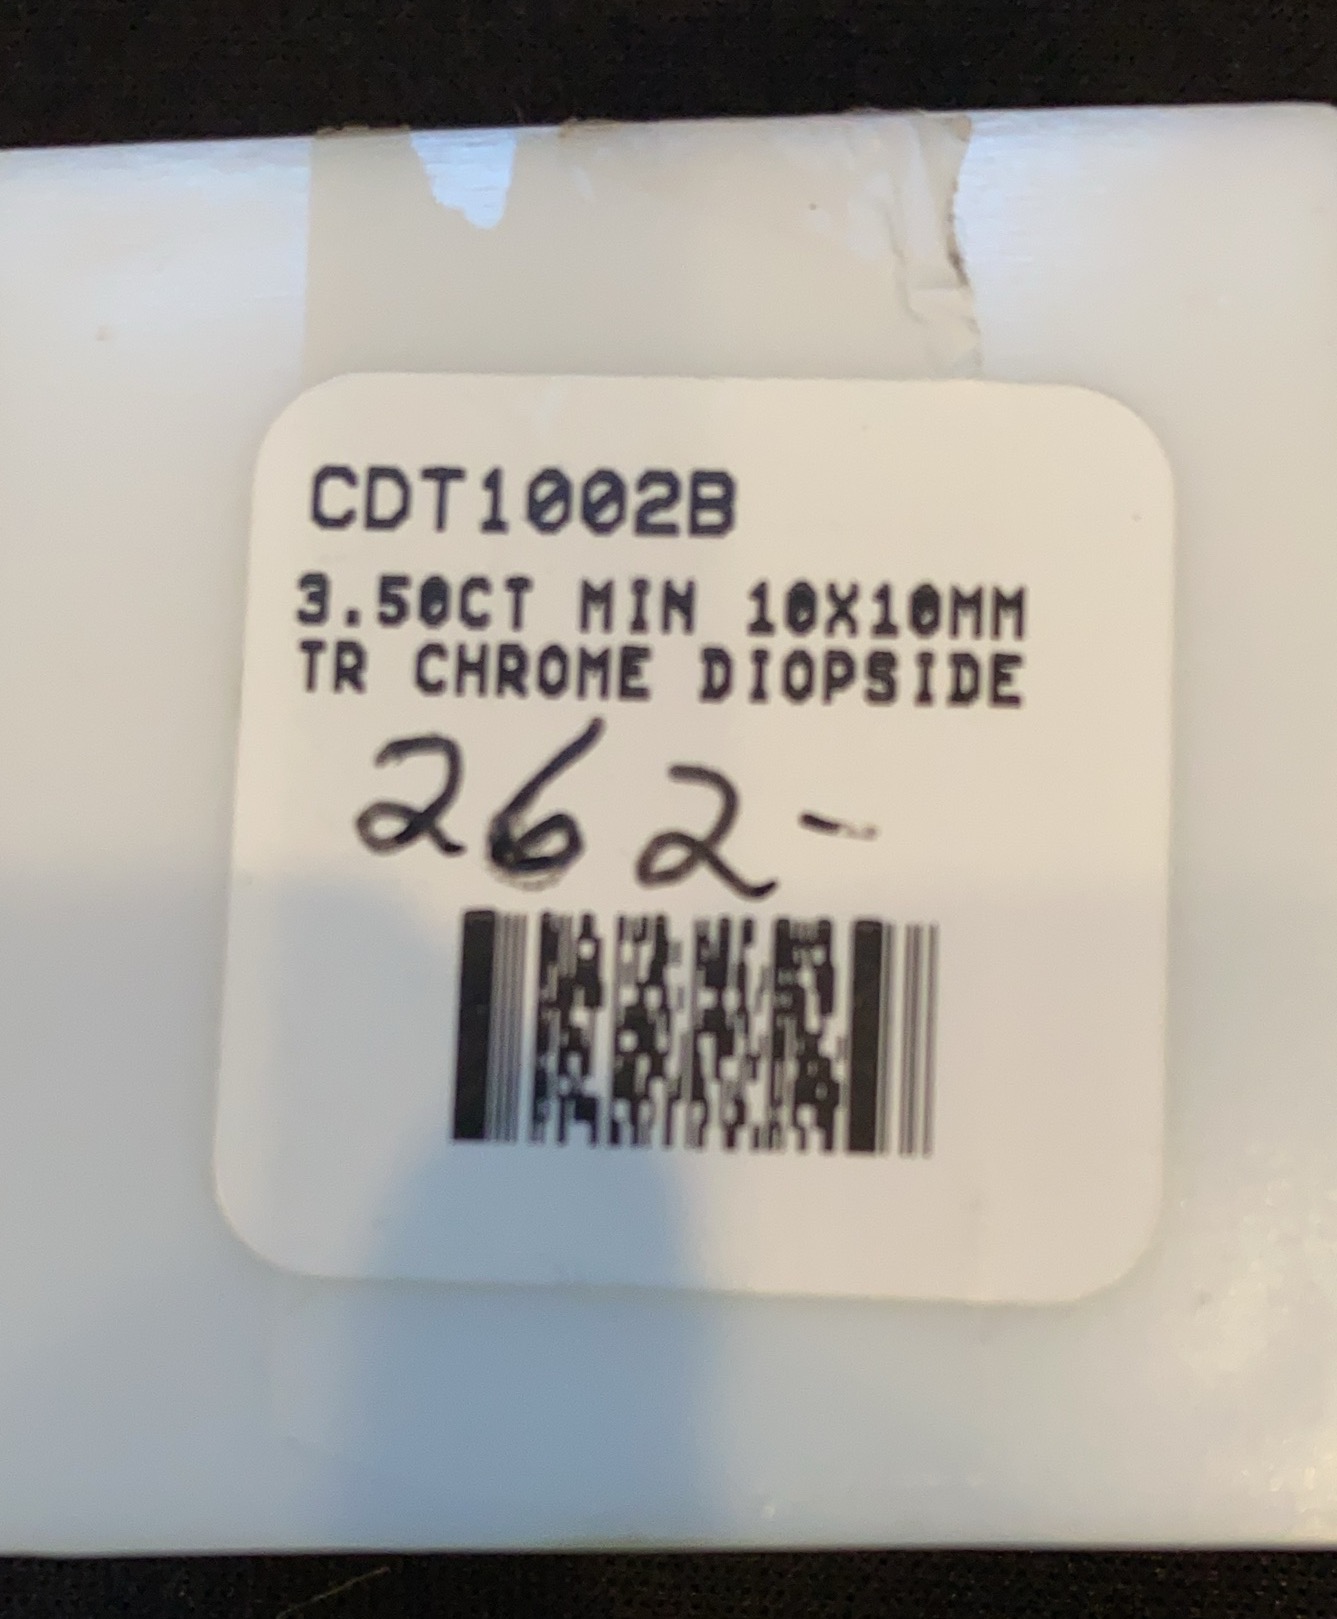 CDT1002B
3.50CT MIN 10X10MM
TR CHROME DIOPSIDE
262-